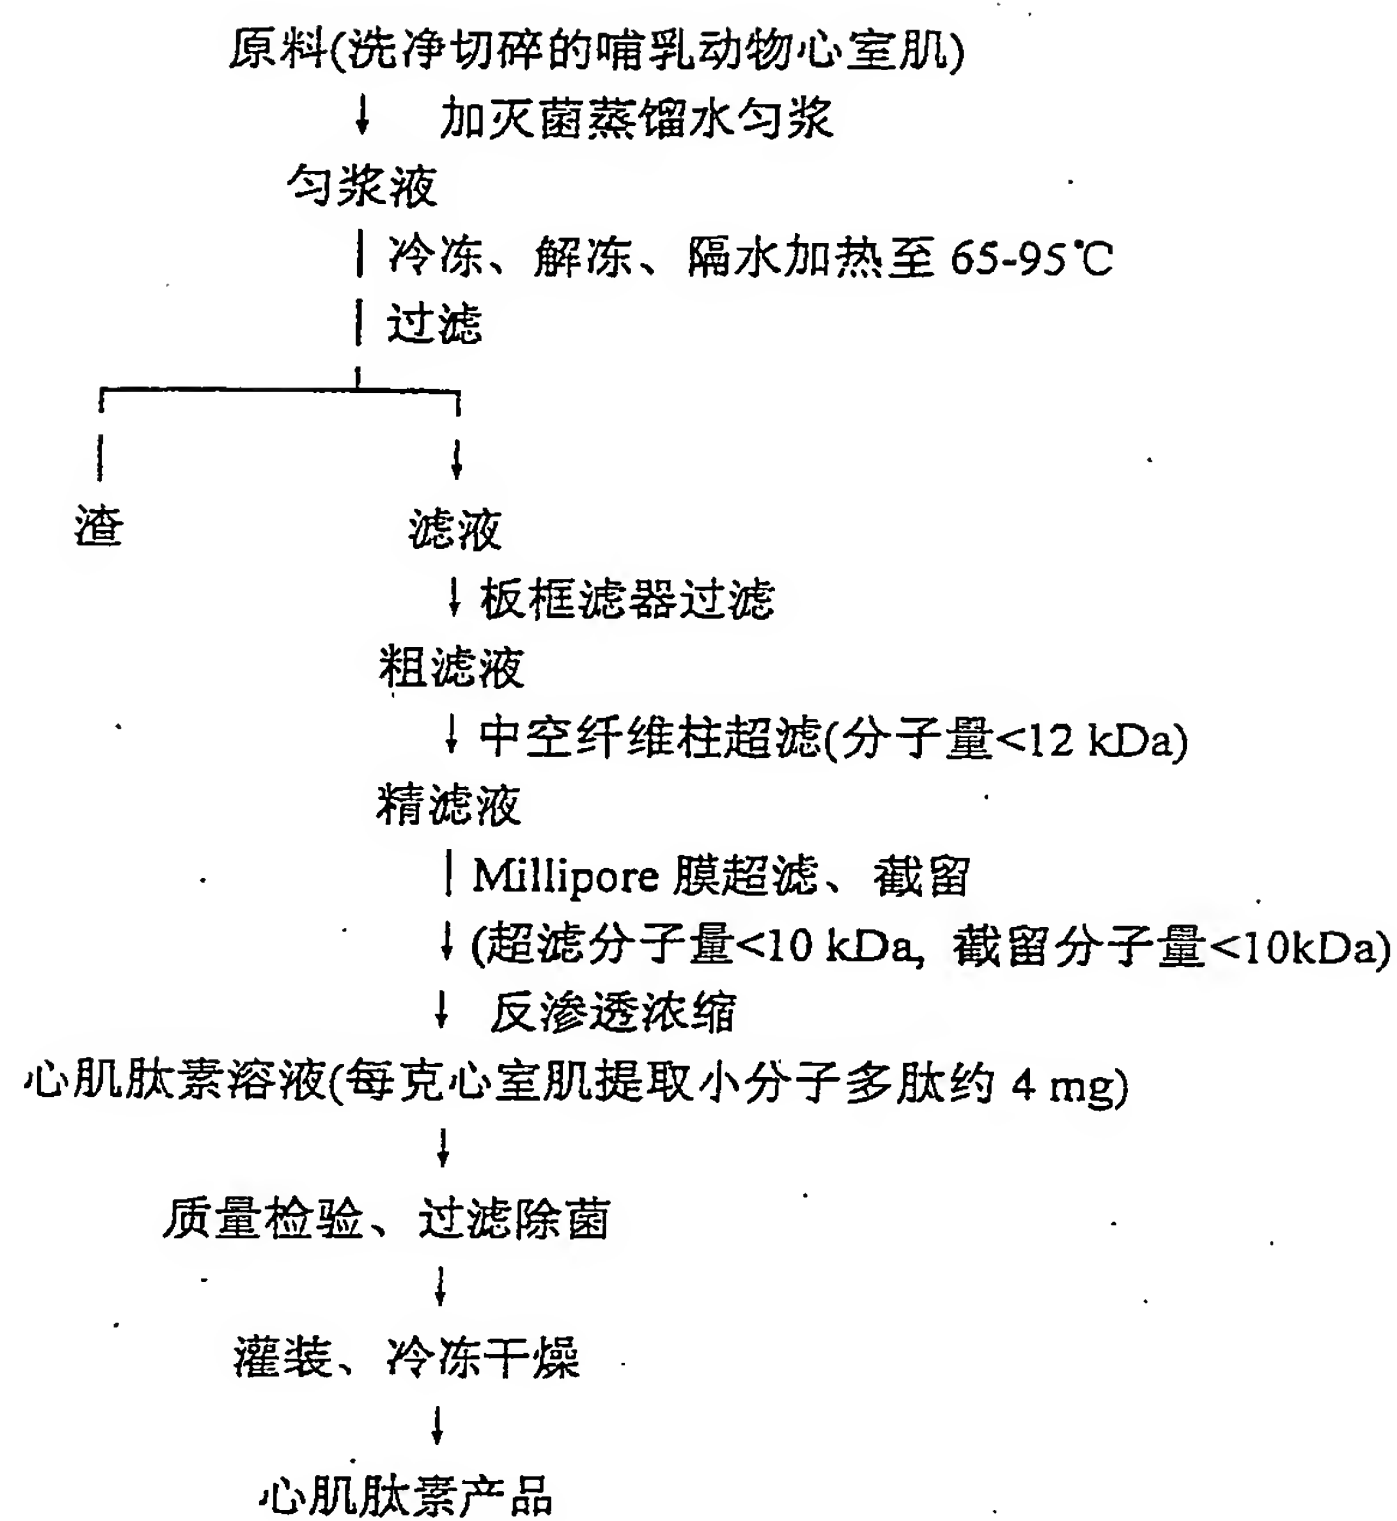 原料(洗净切碎的哺乳动物心室肌)
加灭菌蒸馏水匀浆
匀浆液
冷冻、解冻、隔水加热至 65-95℃
过滤
渣 滤液
板框滤器过滤
粗滤液
中空纤维柱超滤(分子量<12 kDa)
精滤液
Millipore 膜超滤、截留
(超滤分子量<10 kDa, 截留分子量<10kDa)
反渗透浓缩
心肌肽素溶液(每克心室肌提取小分子多肽约 4 mg)
质量检验、过滤除菌
灌装、冷冻干燥
心肌肽素产品